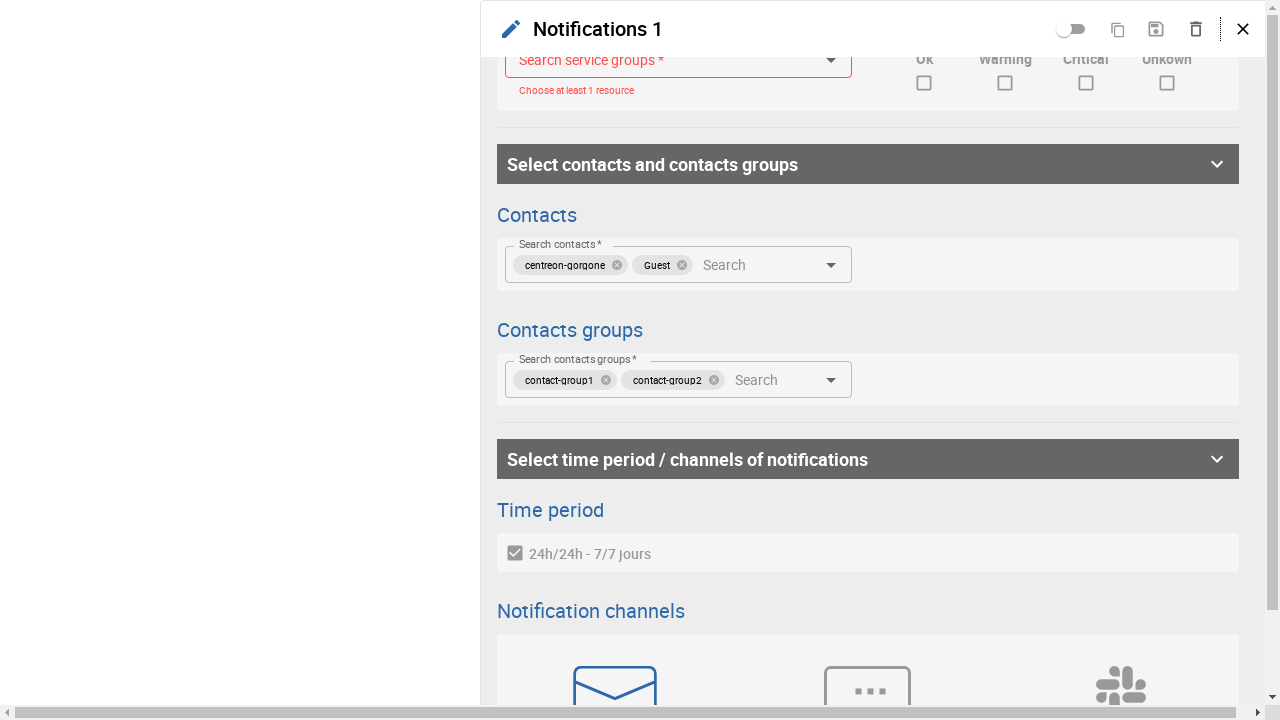 Notifications 1
Search service groups *
Ok Warning Critical Unkown
Choose at least 1 resource
Select contacts and contacts groups
Contacts
Search contacts *
centreon-gorgone Guest Search
Contacts groups
Search contacts groups *
contact-group1 contact-group2 Search
Select time period / channels of notifications
Time period
24h/24h - 7/7 jours
Notification channels